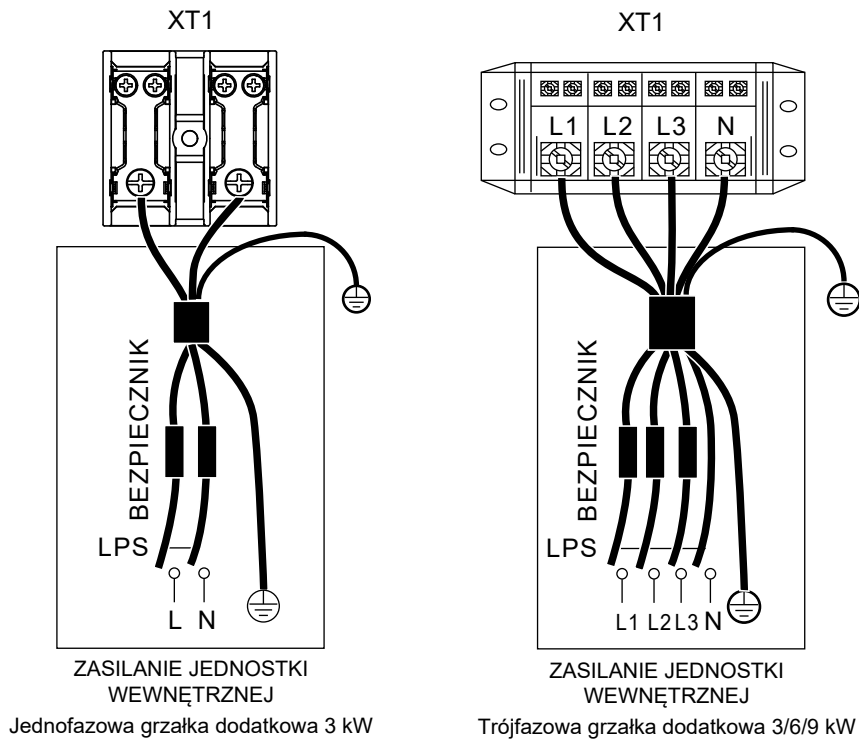 XT1
BEZPIECZNIK
LPS
L N
ZASILANIE JEDNOSTKI
WEWNĘTRZNEJ
Jednofazowa grzałka dodatkowa 3 kW
XT1
L1 L2 L3 N
BEZPIECZNIK
LPS
L1 L2 L3 N
ZASILANIE JEDNOSTKI
WEWNĘTRZNEJ
Trójfazowa grzałka dodatkowa 3/6/9 kW